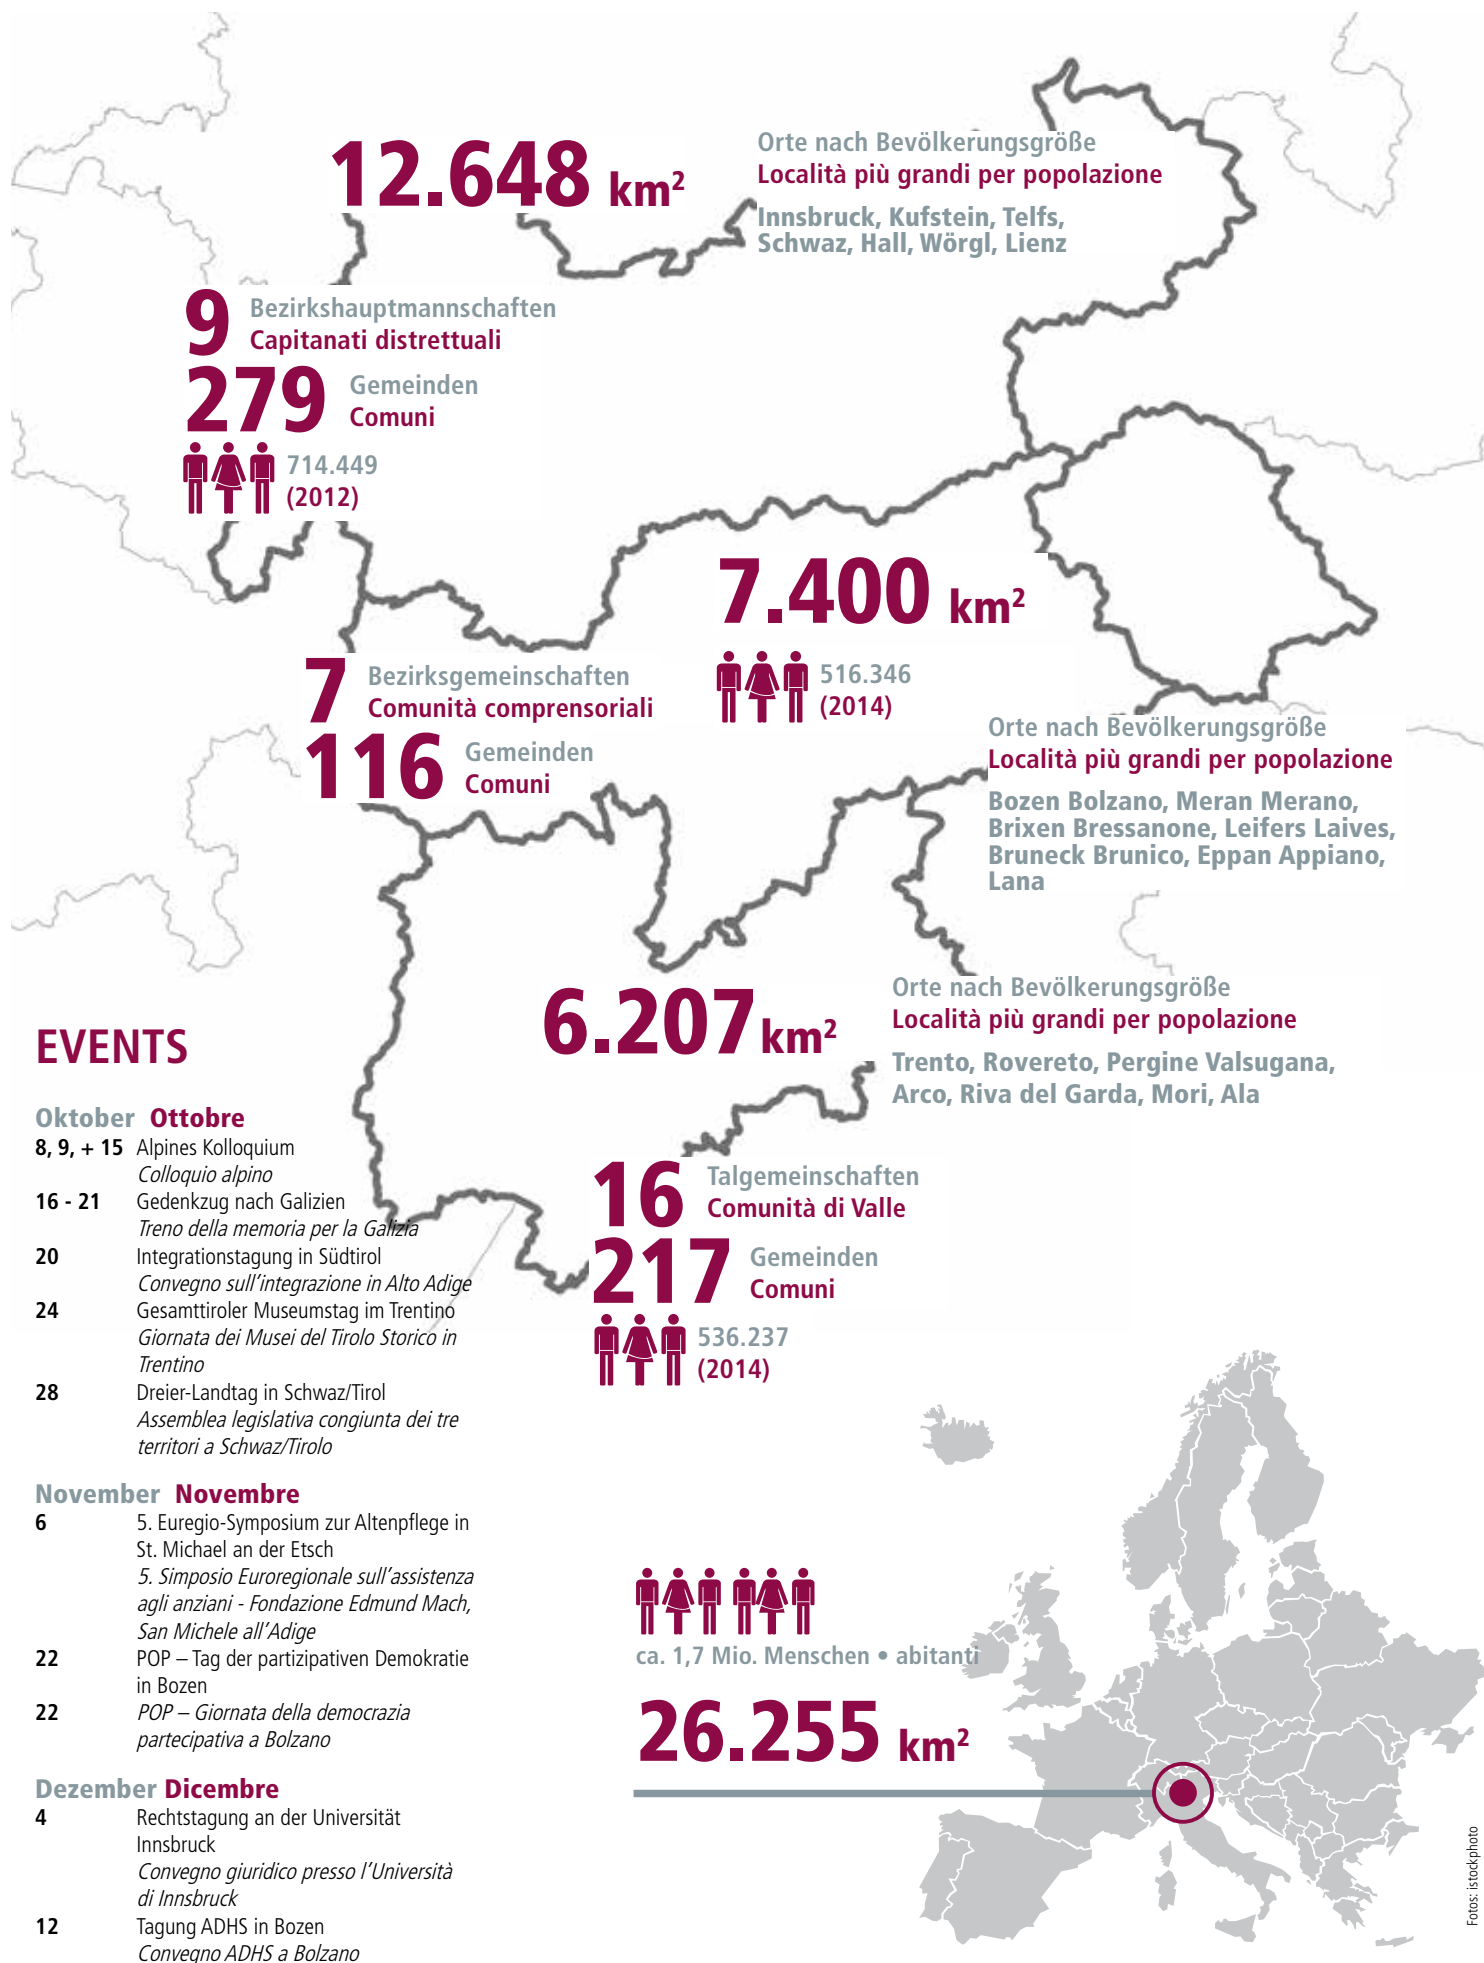 12.648 km²
Orte nach Bevölkerungsgröße
Località più grandi per popolazione
Innsbruck, Kufstein, Telfs,
Schwaz, Hall, Wörgl, Lienz
9 Bezirkshauptmannschaften
Capitanati distrettuali
279 Gemeinden
Comuni
714.449
(2012)
7.400 km²
516.346
(2014)
7 Bezirksgemeinschaften
Comunità comprensoriali
116 Gemeinden
Comuni
Orte nach Bevölkerungsgröße
Località più grandi per popolazione
Bozen Bolzano, Meran Merano,
Brixen Bressanone, Leifers Laives,
Bruneck Brunico, Eppan Appiano,
Lana
6.207 km²
Orte nach Bevölkerungsgröße
Località più grandi per popolazione
Trento, Rovereto, Pergine Valsugana,
Arco, Riva del Garda, Mori, Ala
16 Talgemeinschaften
Comunità di Valle
217 Gemeinden
Comuni
536.237
(2014)
EVENTS
Oktober Ottobre
8, 9, + 15 Alpines Kolloquium
Colloquio alpino
16 - 21 Gedenkzug nach Galizien
Treno della memoria per la Galizia
20 Integrationstagung in Südtirol
Convegno sull'integrazione in Alto Adige
24 Gesamttiroler Museumstag im Trentino
Giornata dei Musei del Tirolo Storico in
Trentino
28 Dreier-Landtag in Schwaz/Tirol
Assemblea legislativa congiunta dei tre
territori a Schwaz/Tirolo
November Novembre
6 5. Euregio-Symposium zur Altenpflege in
St. Michael an der Etsch
5. Simposio Euroregionale sull'assistenza
agli anziani - Fondazione Edmund Mach,
San Michele all'Adige
22 POP – Tag der partizipativen Demokratie
in Bozen
22 POP – Giornata della democrazia
partecipativa a Bolzano
Dezember Dicembre
4 Rechtstagung an der Universität
Innsbruck
Convegno giuridico presso l'Università
di Innsbruck
12 Tagung ADHS in Bozen
Convegno ADHS a Bolzano
ca. 1,7 Mio. Menschen • abitanti
26.255 km²
Fotos: istockphoto